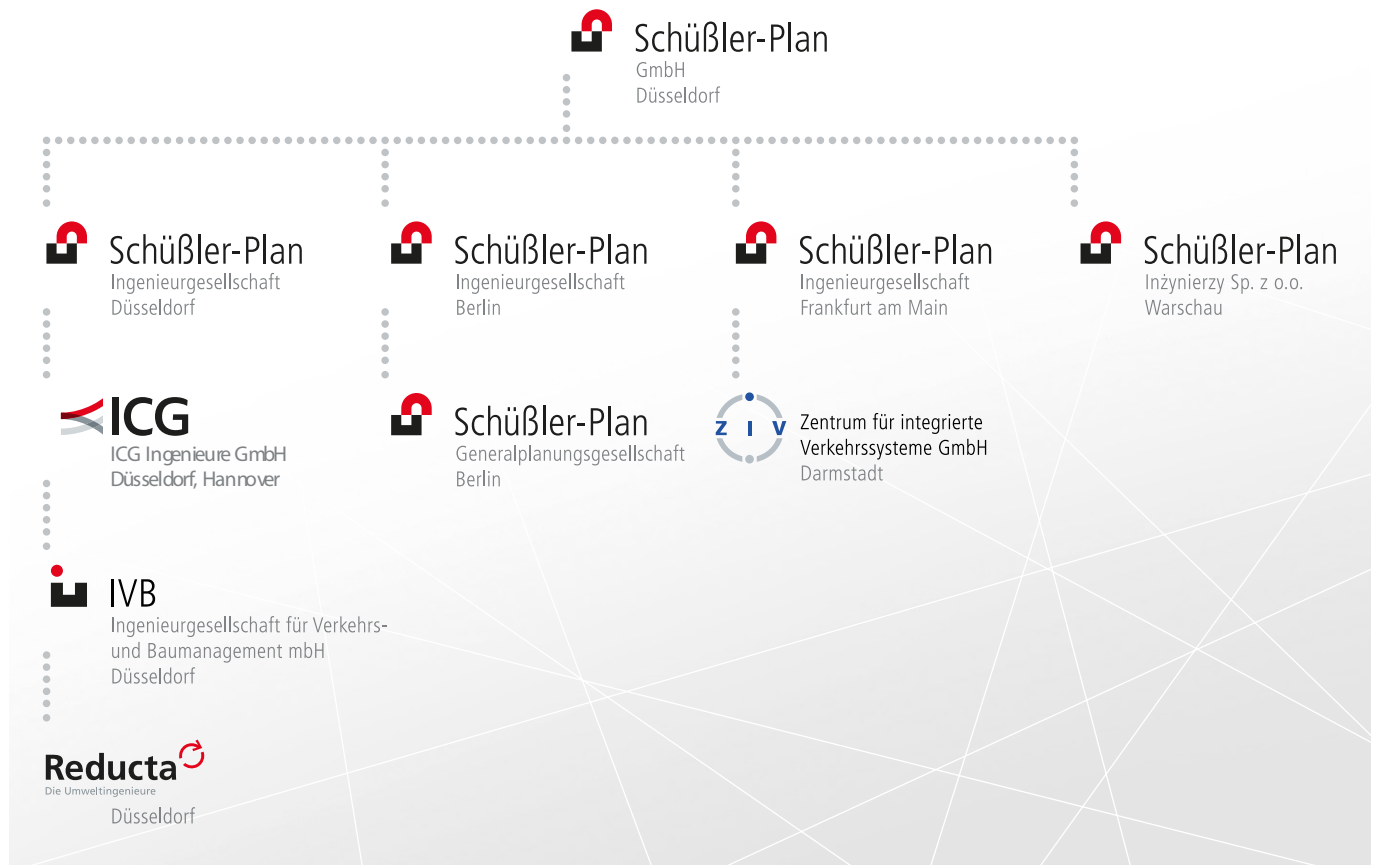 Schüßler-Plan
GmbH
Düsseldorf
Schüßler-Plan
Ingenieurgesellschaft
Düsseldorf
Schüßler-Plan
Ingenieurgesellschaft
Berlin
Schüßler-Plan
Ingenieurgesellschaft
Frankfurt am Main
Schüßler-Plan
Inżynierzy Sp. z o.o.
Warschau
ICG
ICG Ingenieure GmbH
Düsseldorf, Hannover
Schüßler-Plan
Generalplanungsgesellschaft
Berlin
Z I V
Zentrum für integrierte
Verkehrssysteme GmbH
Darmstadt
IVB
Ingenieurgesellschaft für Verkehrs-
und Baumanagement mbH
Düsseldorf
Reducta
Die Umweltingenieure
Düsseldorf